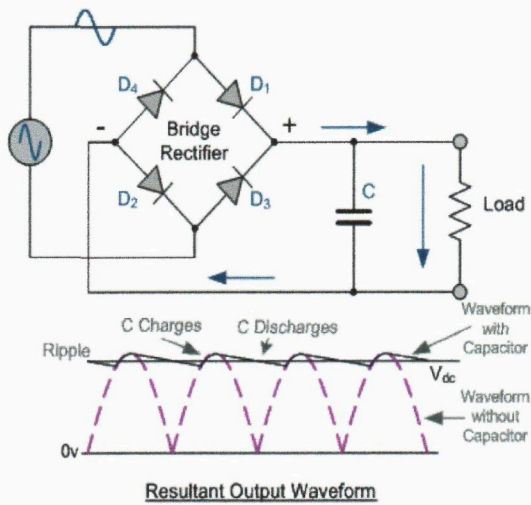 D4
D1
-
Bridge
Rectifier
+
D2
D3
C
Load
C Charges
C Discharges
Waveform
with
Capacitor
Ripple
Vdc
Waveform
without
Capacitor
0v
Resultant Output Waveform